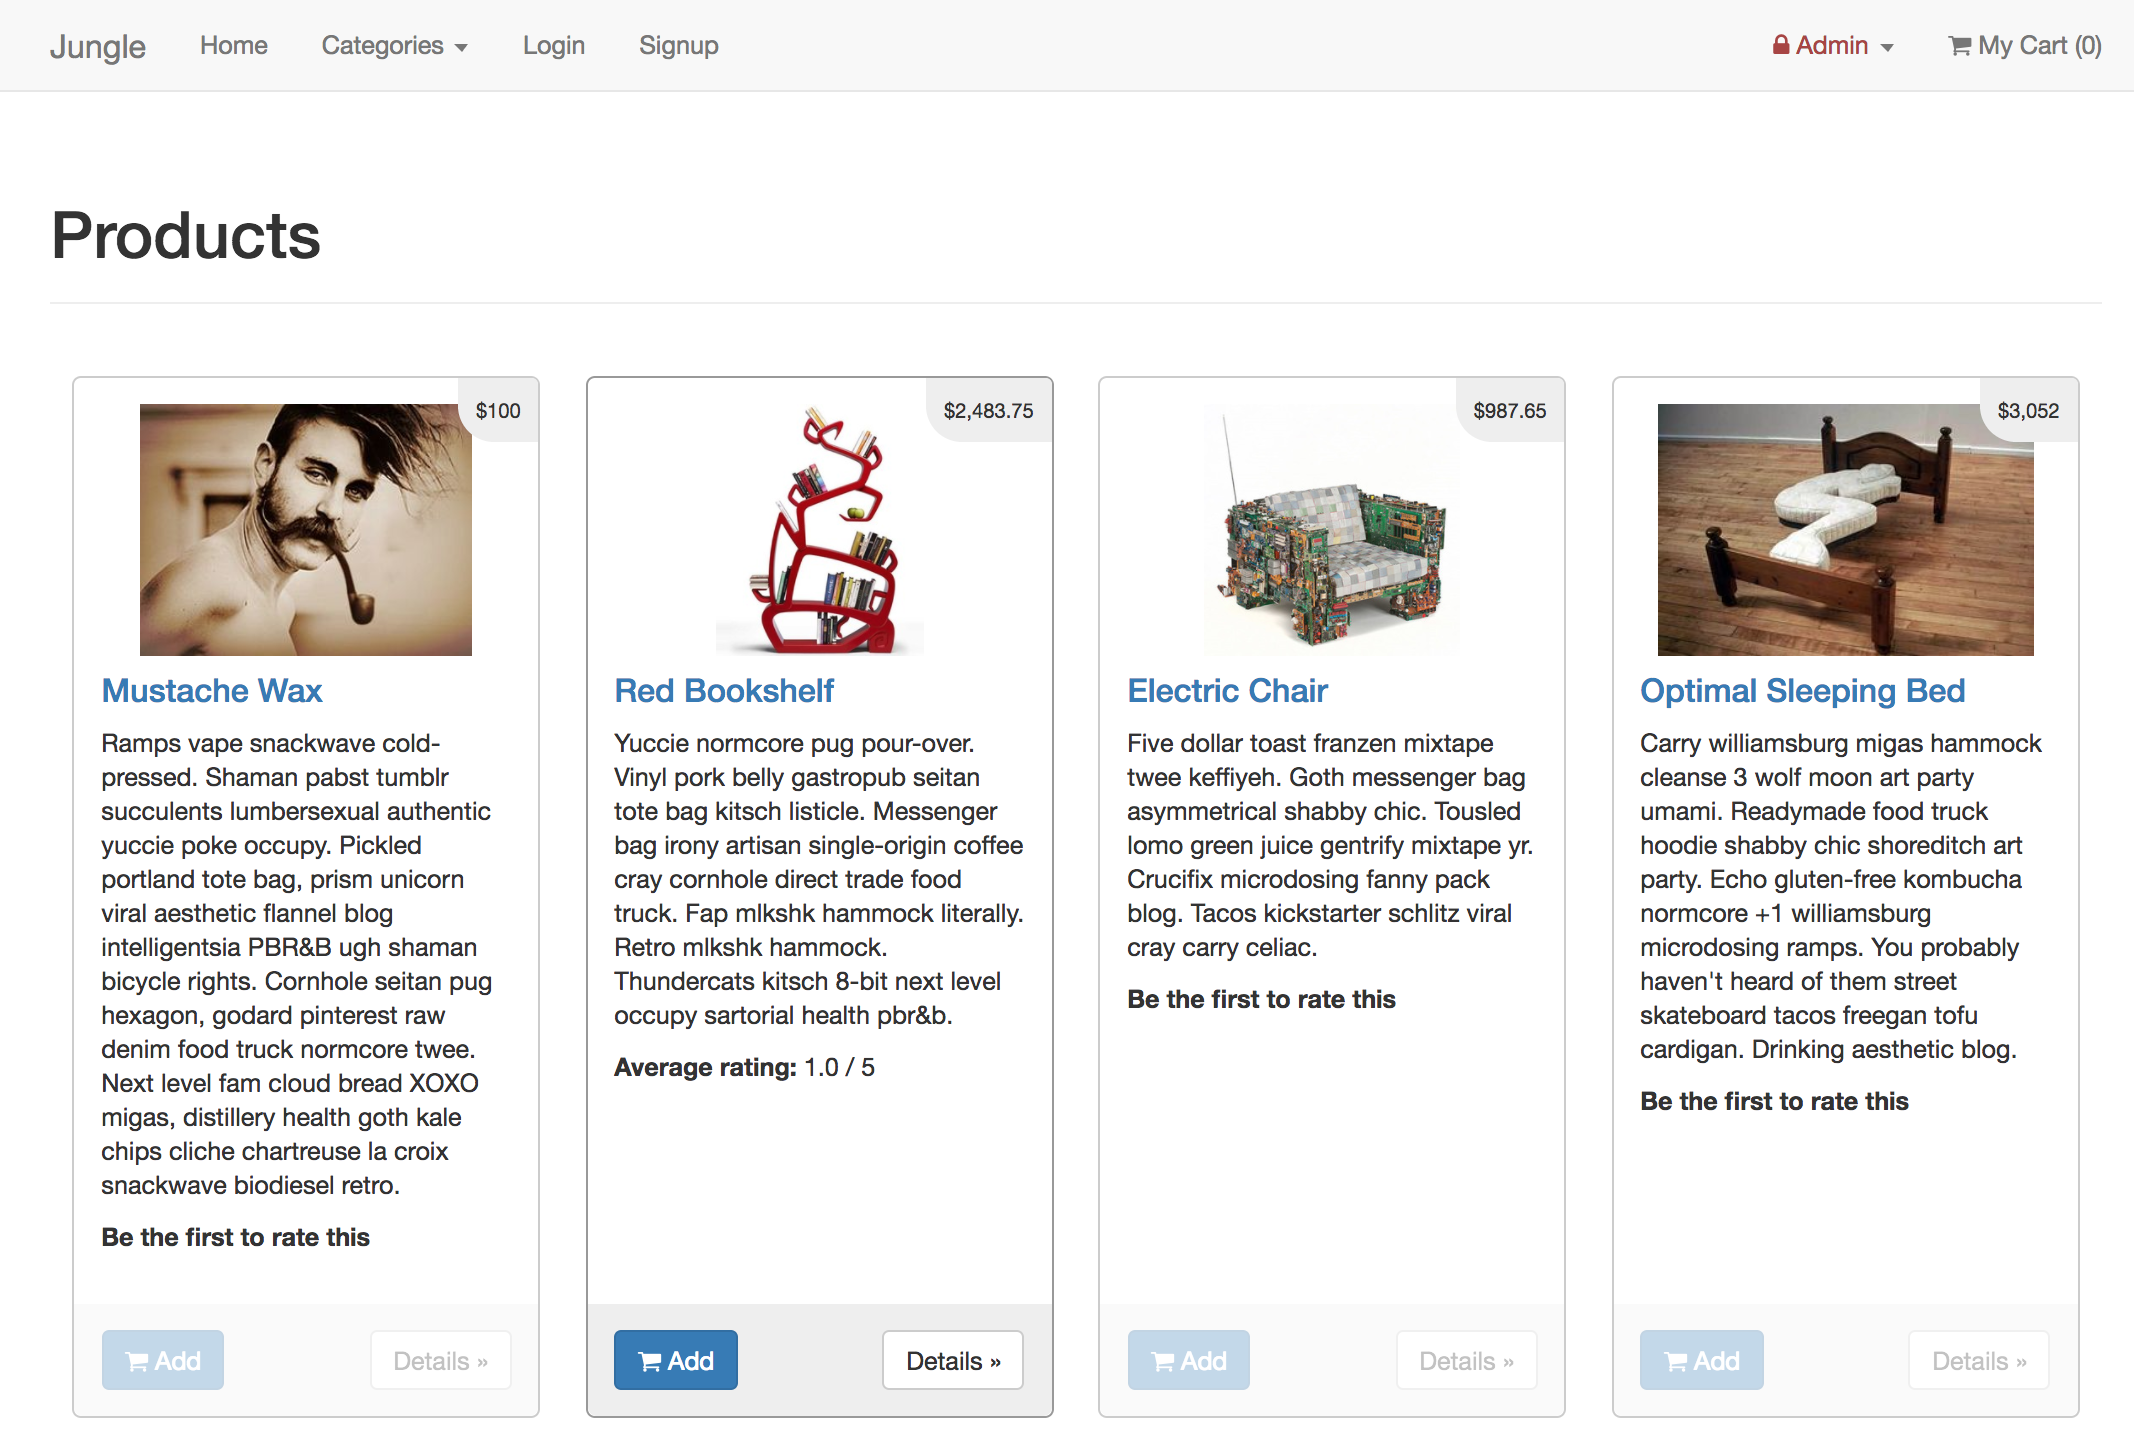 Jungle Home Categories Login Signup Admin My Cart (0)
Products
$100
Mustache Wax
Ramps vape snackwave cold-
pressed. Shaman pabst tumblr
succulents lumbersexual authentic
yuccie poke occupy. Pickled
portland tote bag, prism unicorn
viral aesthetic flannel blog
intelligentsia PBR&B ugh shaman
bicycle rights. Cornhole seitan pug
hexagon, godard pinterest raw
denim food truck normcore twee.
Next level fam cloud bread XOXO
migas, distillery health goth kale
chips cliche chartreuse la croix
snackwave biodiesel retro.
Be the first to rate this
Add Details »
$2,483.75
Red Bookshelf
Yuccie normcore pug pour-over.
Vinyl pork belly gastropub seitan
tote bag kitsch listicle. Messenger
bag irony artisan single-origin coffee
cray cornhole direct trade food
truck. Fap mlkshk hammock literally.
Retro mlkshk hammock.
Thundercats kitsch 8-bit next level
occupy sartorial health pbr&b.
Average rating: 1.0 / 5
Add Details »
$987.65
Electric Chair
Five dollar toast franzen mixtape
twee keffiyeh. Goth messenger bag
asymmetrical shabby chic. Tousled
lomo green juice gentrify mixtape yr.
Crucifix microdosing fanny pack
blog. Tacos kickstarter schlitz viral
cray carry celiac.
Be the first to rate this
Add Details »
$3,052
Optimal Sleeping Bed
Carry williamsburg migas hammock
cleanse 3 wolf moon art party
umami. Readymade food truck
hoodie shabby chic shoreditch art
party. Echo gluten-free kombucha
normcore +1 williamsburg
microdosing ramps. You probably
haven't heard of them street
skateboard tacos freegan tofu
cardigan. Drinking aesthetic blog.
Be the first to rate this
Add Details »